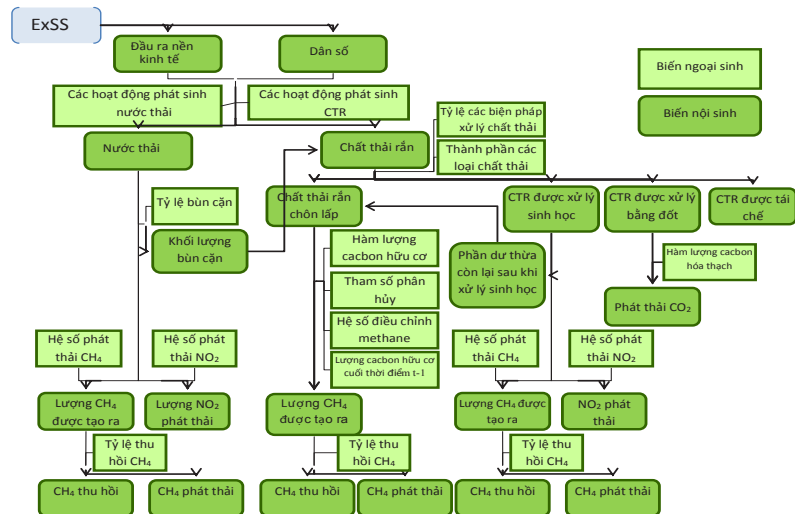 ExSS
Đầu ra nền
kinh tế
Dân số
Biến ngoại sinh
Biến nội sinh
Các hoạt động phát sinh
nước thải
Các hoạt động phát sinh
CTR
Tỷ lệ các biện pháp
xử lý chất thải
Nước thải
Chất thải rắn
Thành phần các
loại chất thải
Tỷ lệ bùn cặn
Chất thải rắn
chôn lấp
CTR được xử lý
sinh học
CTR được xử lý
bằng đốt
CTR được tái
chế
Khối lượng
bùn cặn
Hàm lượng
cacbon hữu cơ
Phần dư thừa
còn lại sau khi
xử lý sinh học
Hàm lượng cacbon
hóa thạch
Tham số phân
hủy
Phát thải CO₂
Hệ số điều chỉnh
methane
Hệ số phát
thải CH₄
Hệ số phát
thải NO₂
Lượng cacbon hữu cơ
cuối thời điểm t-1
Hệ số phát
thải CH₄
Hệ số phát
thải NO₂
Lượng CH₄
được tạo ra
Lượng NO₂
phát thải
Lượng CH₄
được tạo ra
Lượng CH₄ được
tạo ra
NO₂ phát
thải
Tỷ lệ thu
hồi CH₄
Tỷ lệ thu
hồi CH₄
Tỷ lệ thu
hồi CH₄
CH₄ thu hồi
CH₄ phát thải
CH₄ thu hồi
CH₄ phát thải
CH₄ thu hồi
CH₄ phát thải